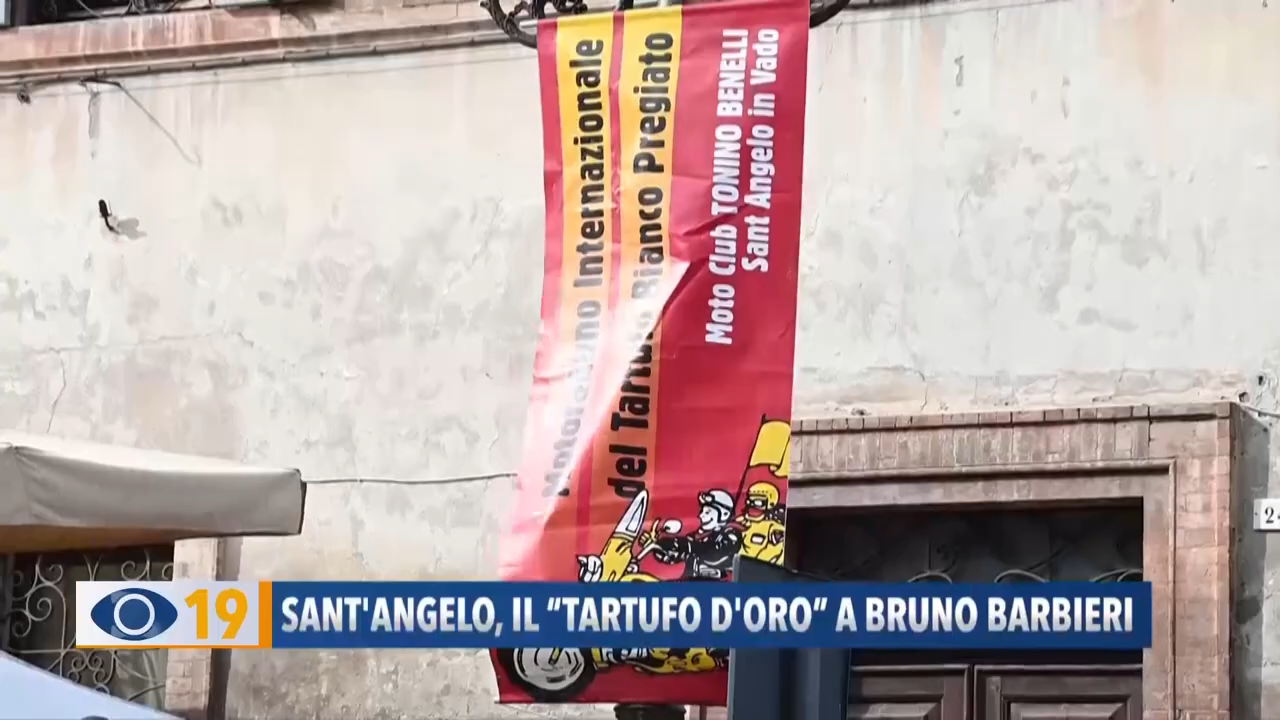 Motoraduno Internazionale
del Tartufo Bianco Pregiato
Moto Club TONINO BENELLI
Sant Angelo in Vado
19
SANT'ANGELO, IL “TARTUFO D'ORO” A BRUNO BARBIERI